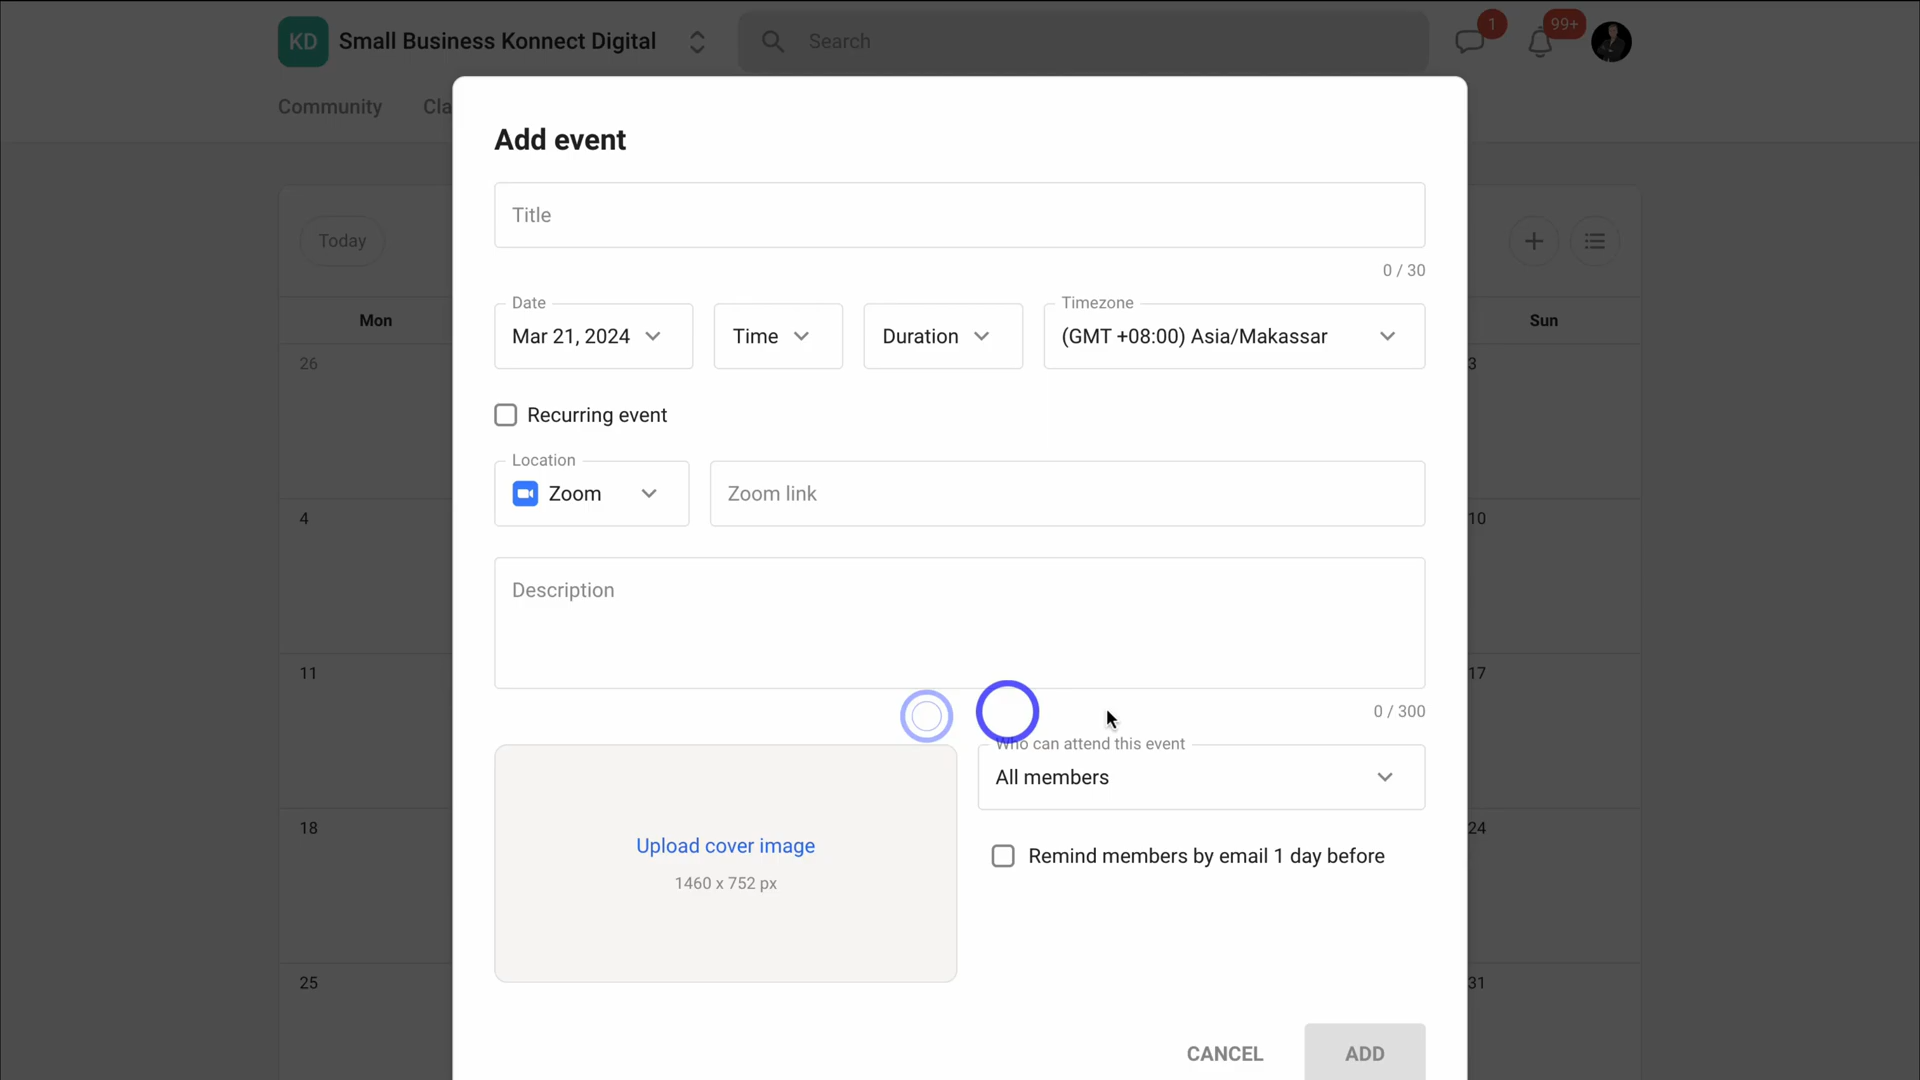 KD Small Business Konnect Digital Search 1 99+
Community Cla
Add event
Title
Today
0 / 30
Date Timezone
Mar 21, 2024 Time Duration (GMT +08:00) Asia/Makassar
Mon Sun
26 3
Recurring event
Location
Zoom Zoom link
4 10
Description
11 17
0 / 300
Who can attend this event
All members
18 24
Upload cover image
Remind members by email 1 day before
1460 x 752 px
25 31
CANCEL ADD